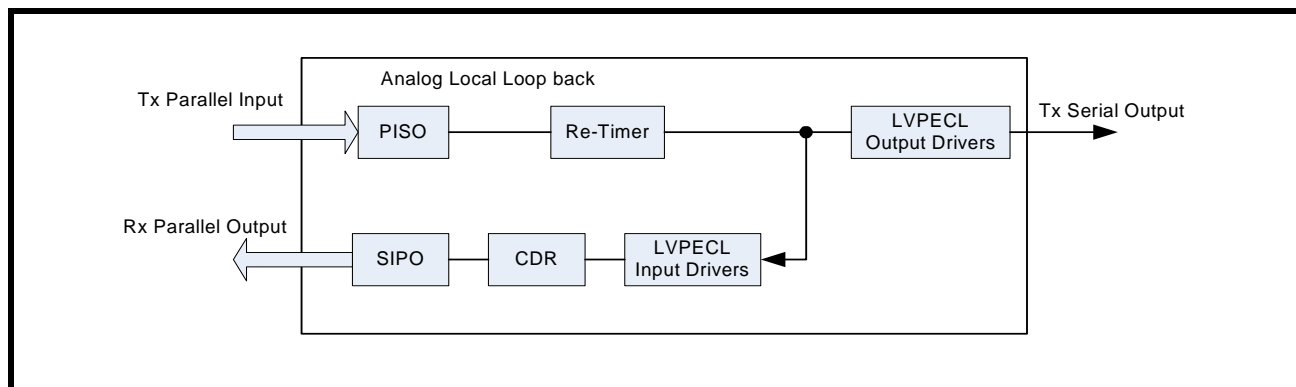 Analog Local Loop back
Tx Parallel Input
PISO
Re-Timer
LVPECL
Output Drivers
Tx Serial Output
Rx Parallel Output
SIPO
CDR
LVPECL
Input Drivers